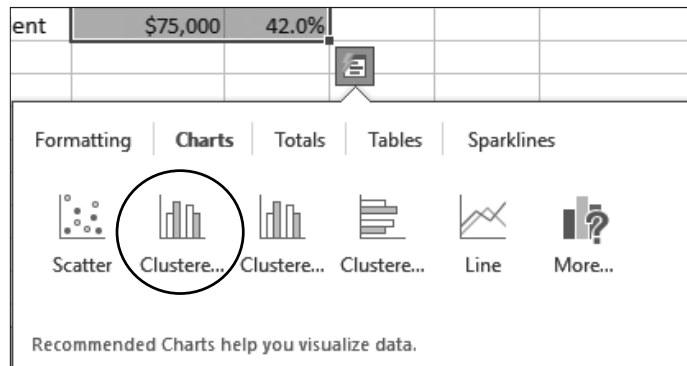 ent $75,000 42.0%
Formatting Charts Totals Tables Sparklines
Scatter Clustere... Clustere... Clustere... Line More...
Recommended Charts help you visualize data.